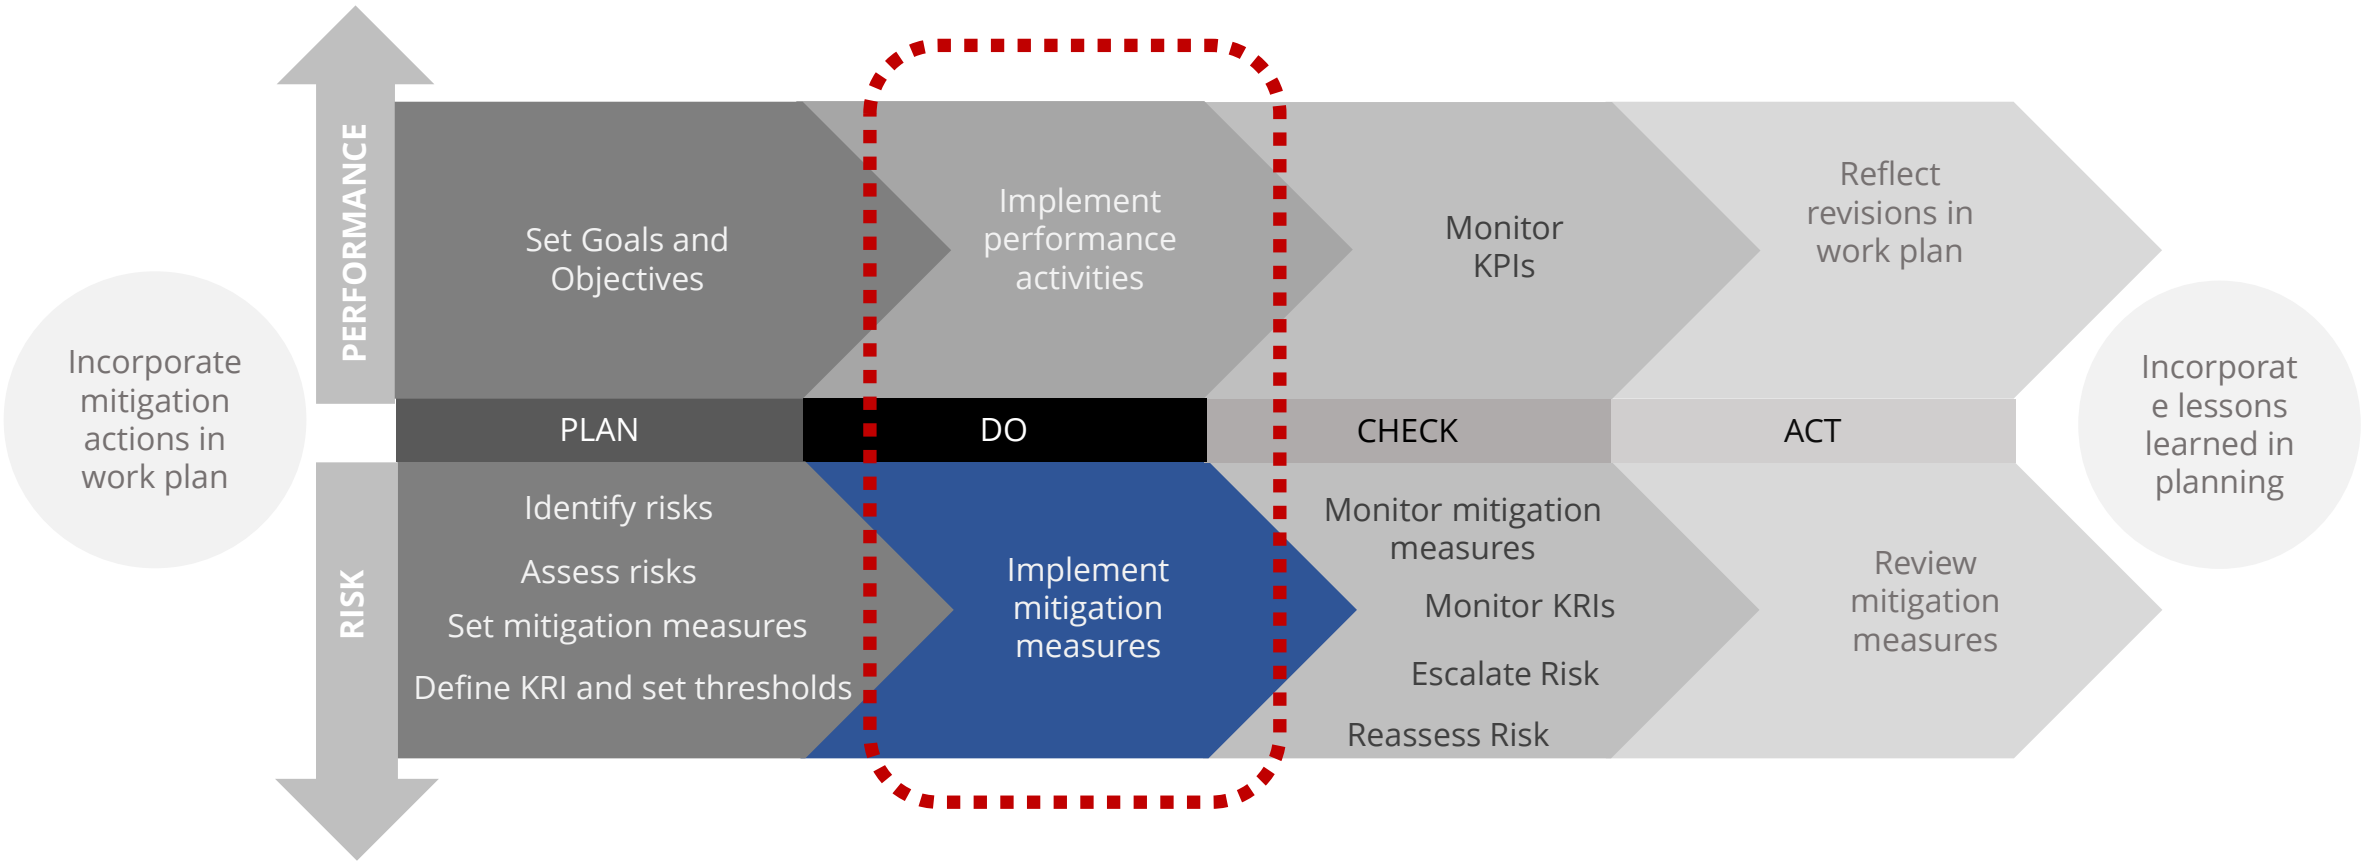 Incorporate
mitigation
actions in
work plan
PERFORMANCE
Set Goals and
Objectives
Implement
performance
activities
Monitor
KPIs
Reflect
revisions in
work plan
PLAN
DO
CHECK
ACT
RISK
Identify risks
Assess risks
Set mitigation measures
Define KRI and set thresholds
Implement
mitigation
measures
Monitor mitigation
measures
Monitor KRIs
Escalate Risk
Reassess Risk
Review
mitigation
measures
Incorporat
e lessons
learned in
planning